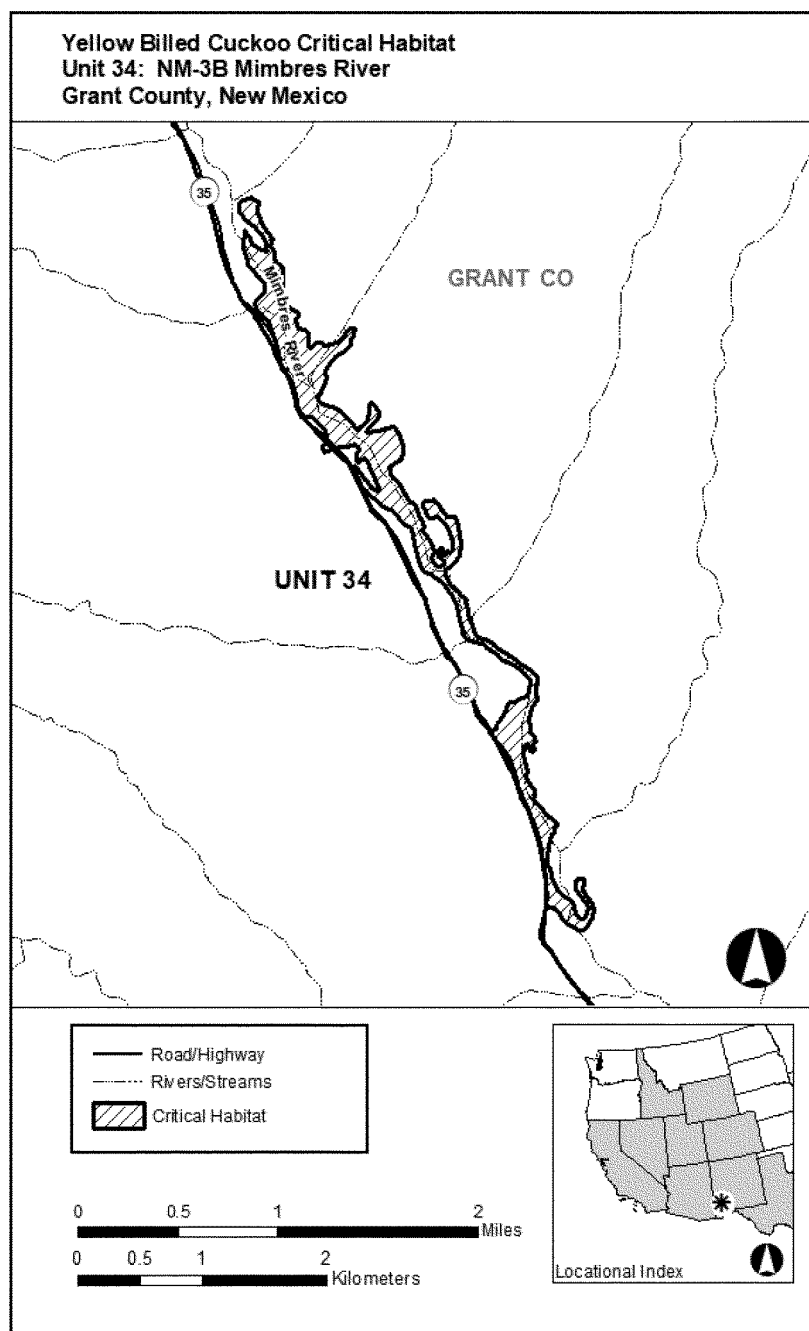 Yellow Billed Cuckoo Critical Habitat
Unit 34: NM-3B Mimbres River
Grant County, New Mexico
35
Mimbres River
GRANT CO
UNIT 34
35
Road/Highway
Rivers/Streams
Critical Habitat
0 0.5 1 2
Miles
0 0.5 1 2
Kilometers
Locational Index